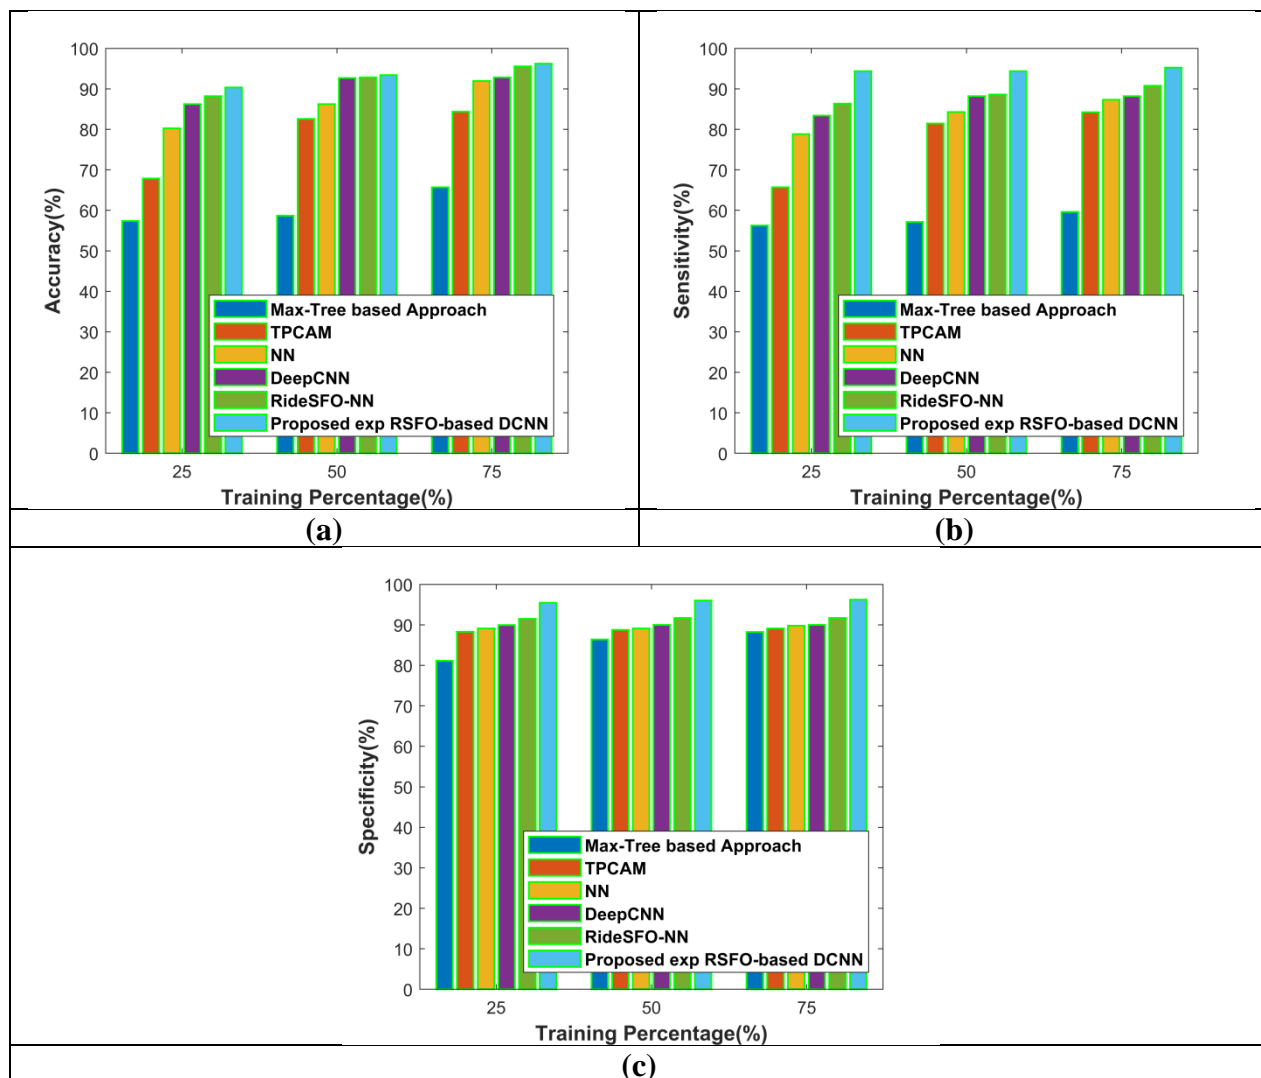 100
90
80
70
60
50
40
30
20
10
0
Accuracy(%)
Max-Tree based Approach
TPCAM
NN
DeepCNN
RideSFO-NN
Proposed exp RSFO-based DCNN
25 50 75
Training Percentage(%)
(a)
100
90
80
70
60
50
40
30
20
10
0
Sensitivity(%)
Max-Tree based Approach
TPCAM
NN
DeepCNN
RideSFO-NN
Proposed exp RSFO-based DCNN
25 50 75
Training Percentage(%)
(b)
100
90
80
70
60
50
40
30
20
10
0
Specificity(%)
Max-Tree based Approach
TPCAM
NN
DeepCNN
RideSFO-NN
Proposed exp RSFO-based DCNN
25 50 75
Training Percentage(%)
(c)